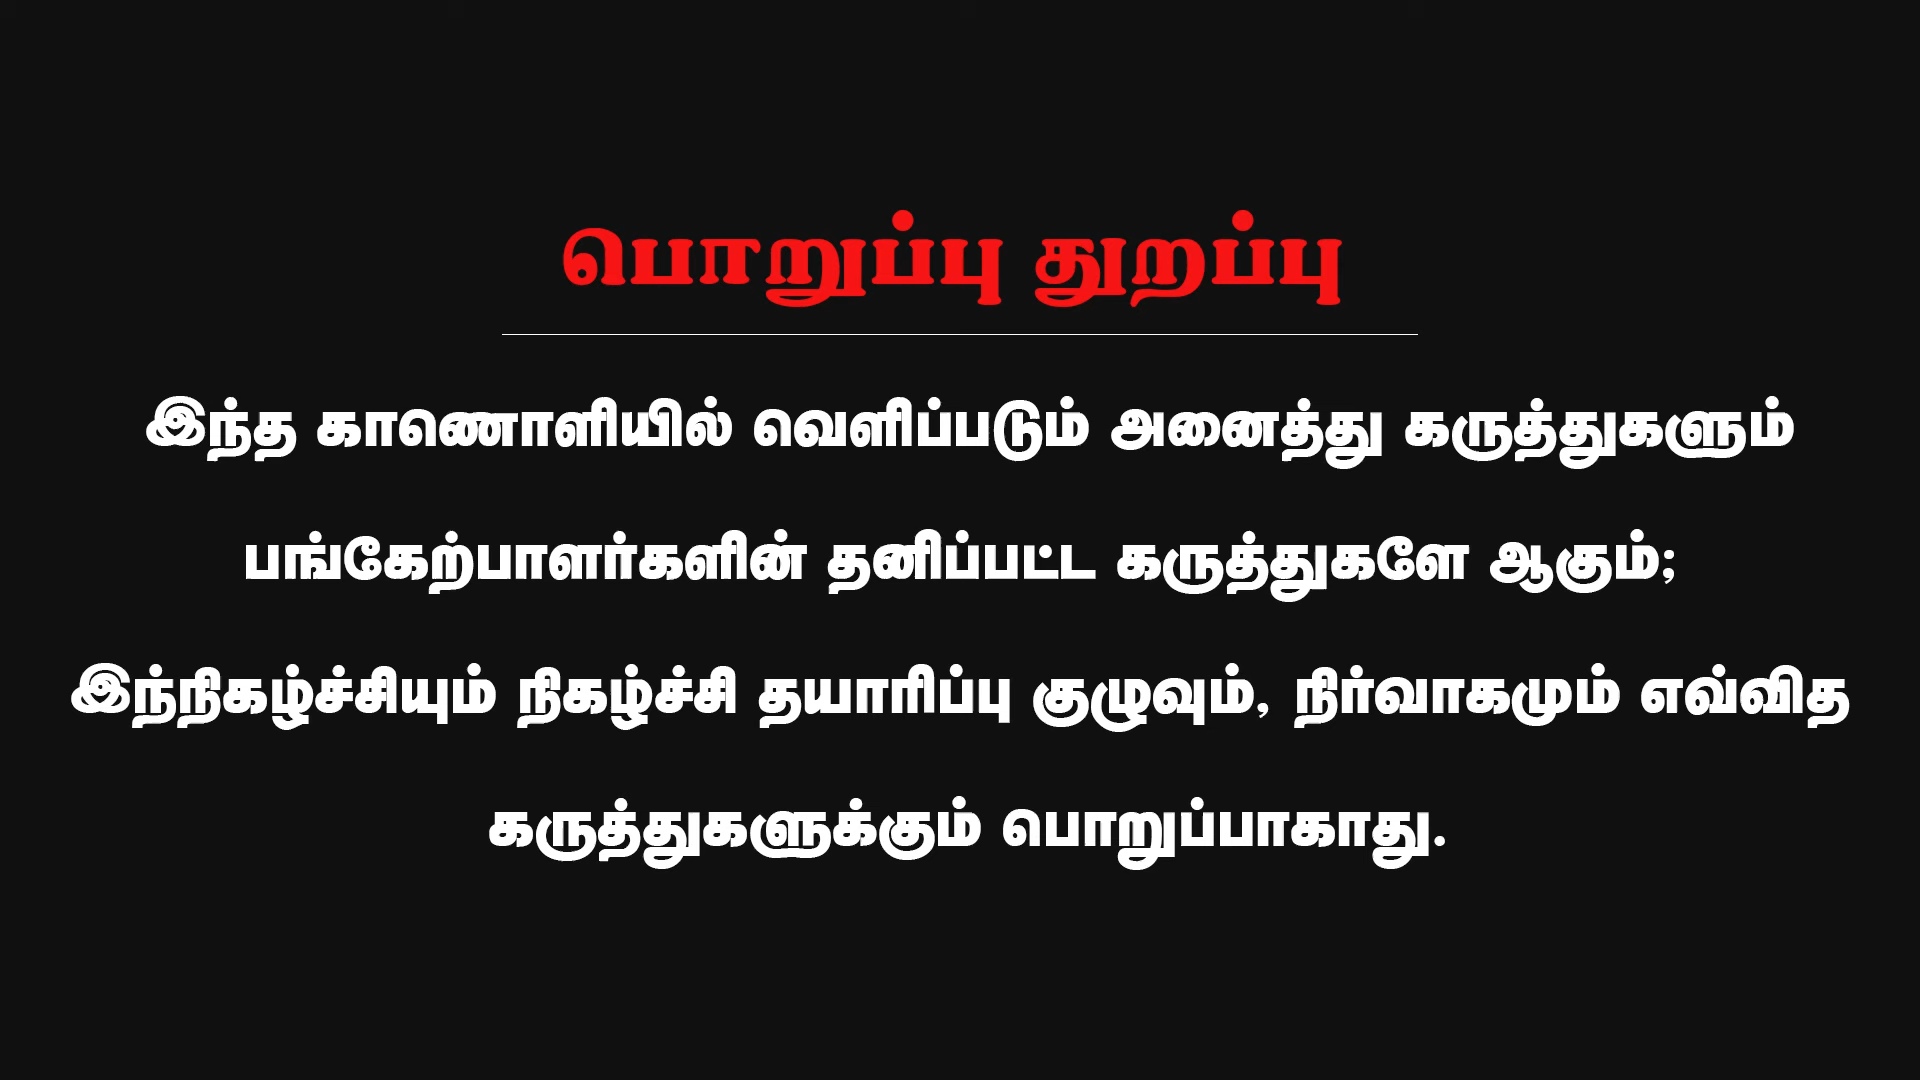 பொறுப்பு துறப்பு
இந்த காணொளியில் வெளிப்படும் அனைத்து கருத்துகளும்
பங்கேற்பாளர்களின் தனிப்பட்ட கருத்துகளே ஆகும்;
இந்நிகழ்ச்சியும் நிகழ்ச்சி தயாரிப்பு குழுவும், நிர்வாகமும் எவ்வித
கருத்துகளுக்கும் பொறுப்பாகாது.